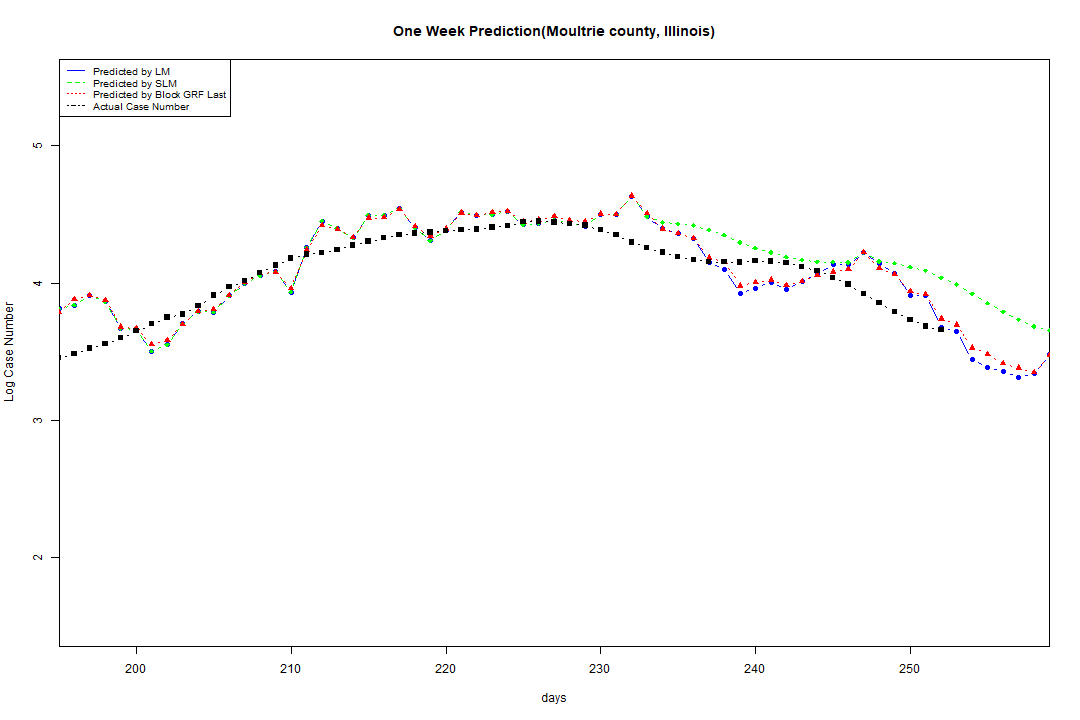 One Week Prediction(Moultrie county, Illinois)
Predicted by LM
Predicted by SLM
Predicted by Block GRF Last
Actual Case Number
5
4
3
2
Log Case Number
200 210 220 230 240 250
days